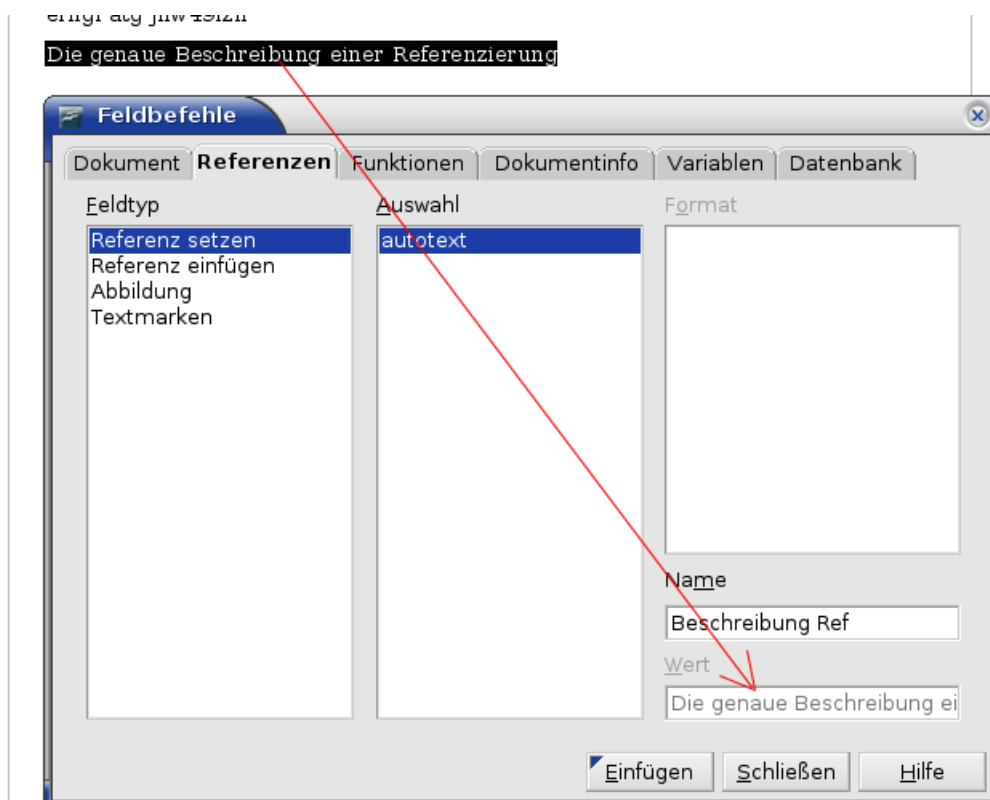 Die genaue Beschreibung einer Referenzierung
Feldbefehle
Dokument Referenzen Funktionen Dokumentinfo Variablen Datenbank
Feldtyp
Referenz setzen
Referenz einfügen
Abbildung
Textmarken
Auswahl
autotext
Format
Name
Beschreibung Ref
Wert
Die genaue Beschreibung ei
Einfügen Schließen Hilfe